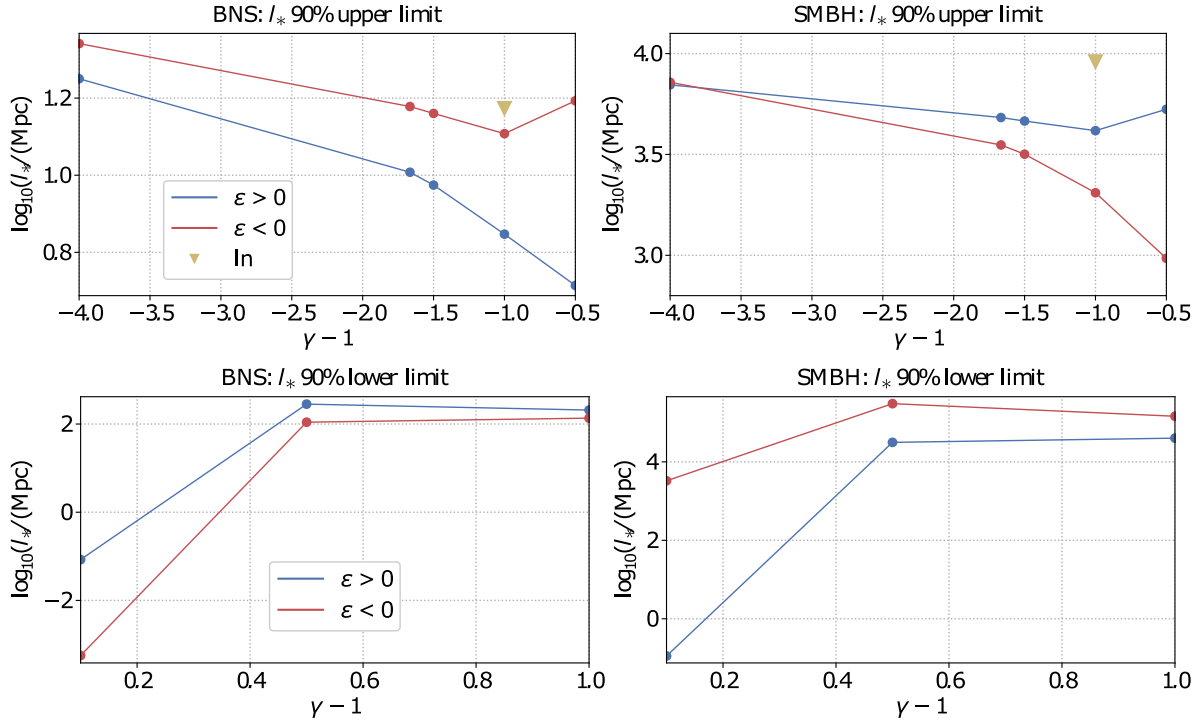 BNS: l* 90% upper limit
log10(l*/(Mpc)
1.2
1.0
0.8
ε > 0
ε < 0
ln
−4.0 −3.5 −3.0 −2.5 −2.0 −1.5 −1.0 −0.5
γ − 1
SMBH: l* 90% upper limit
log10(l*/(Mpc)
4.0
3.5
3.0
−4.0 −3.5 −3.0 −2.5 −2.0 −1.5 −1.0 −0.5
γ − 1
BNS: l* 90% lower limit
log10(l*/(Mpc)
2
0
−2
ε > 0
ε < 0
0.2 0.4 0.6 0.8 1.0
γ − 1
SMBH: l* 90% lower limit
log10(l*/(Mpc)
4
2
0
0.2 0.4 0.6 0.8 1.0
γ − 1